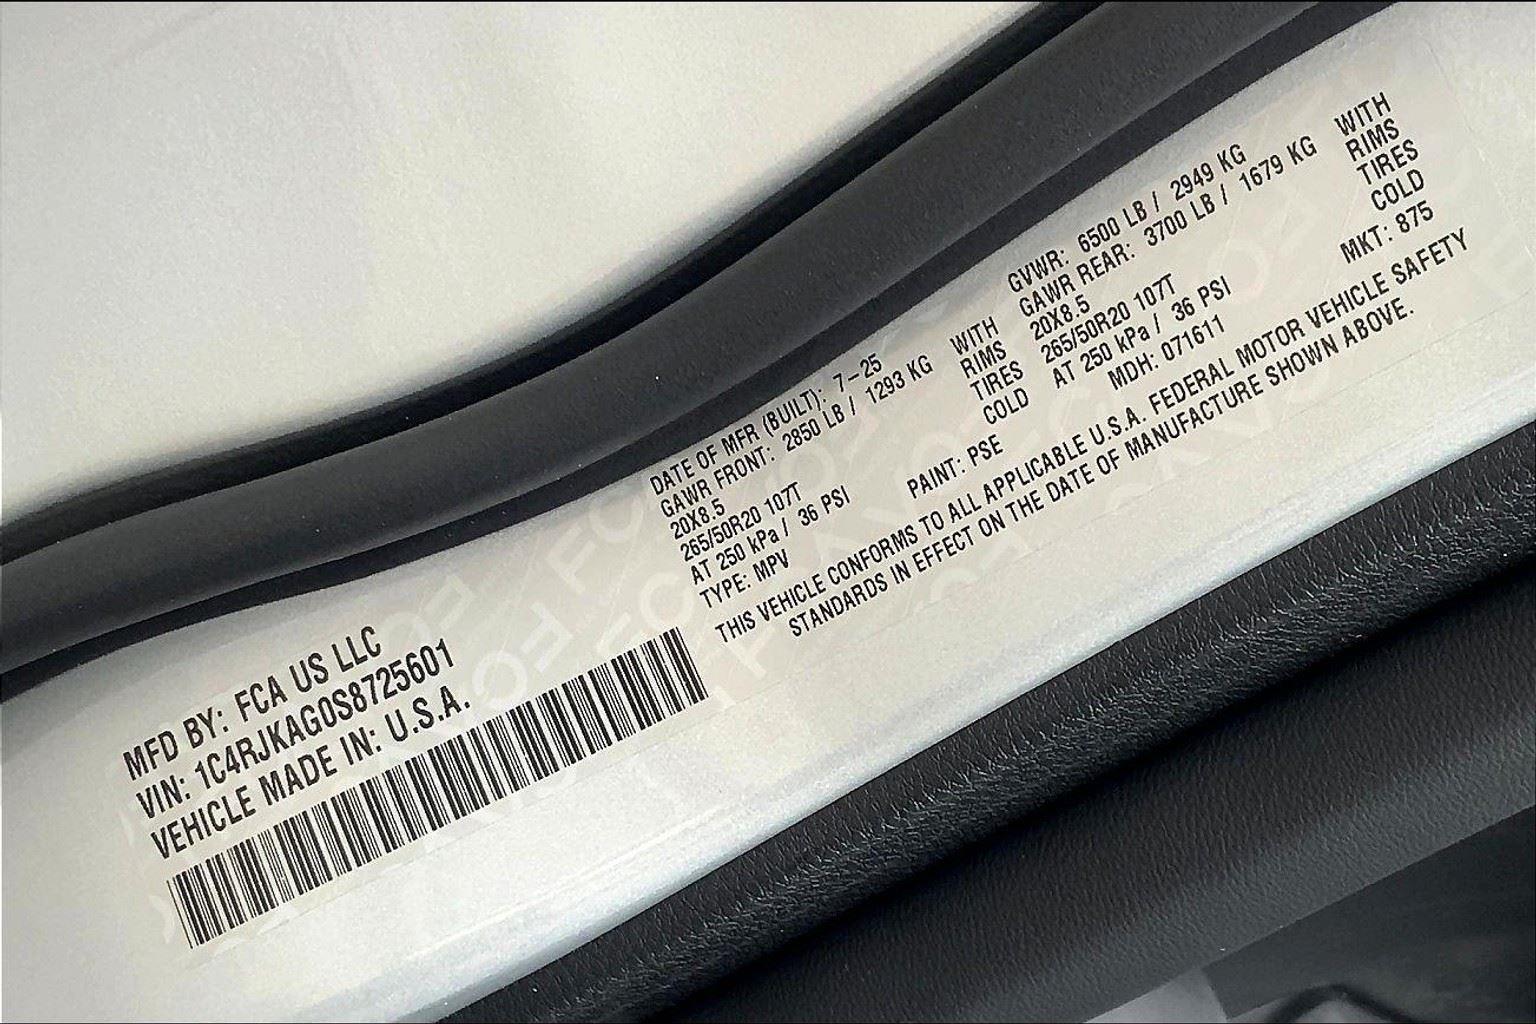 MFD BY: FCA US LLC
VIN: 1C4RJKAG0S8725601
VEHICLE MADE IN: U.S.A.
DATE OF MFR (BUILT): 7-25 GVWR: 6500 LB / 2949 KG
GAWR FRONT: 2850 LB / 1293 KG WITH GAWR REAR: 3700 LB / 1679 KG WITH
20X8.5 RIMS 20X8.5 RIMS
265/50R20 107T TIRES 265/50R20 107T TIRES
AT 250 kPa / 36 PSI COLD AT 250 kPa / 36 PSI COLD
TYPE: MPV PAINT: PSE MDH: 071611 MKT: 875
THIS VEHICLE CONFORMS TO ALL APPLICABLE U.S.A. FEDERAL MOTOR VEHICLE SAFETY
STANDARDS IN EFFECT ON THE DATE OF MANUFACTURE SHOWN ABOVE.